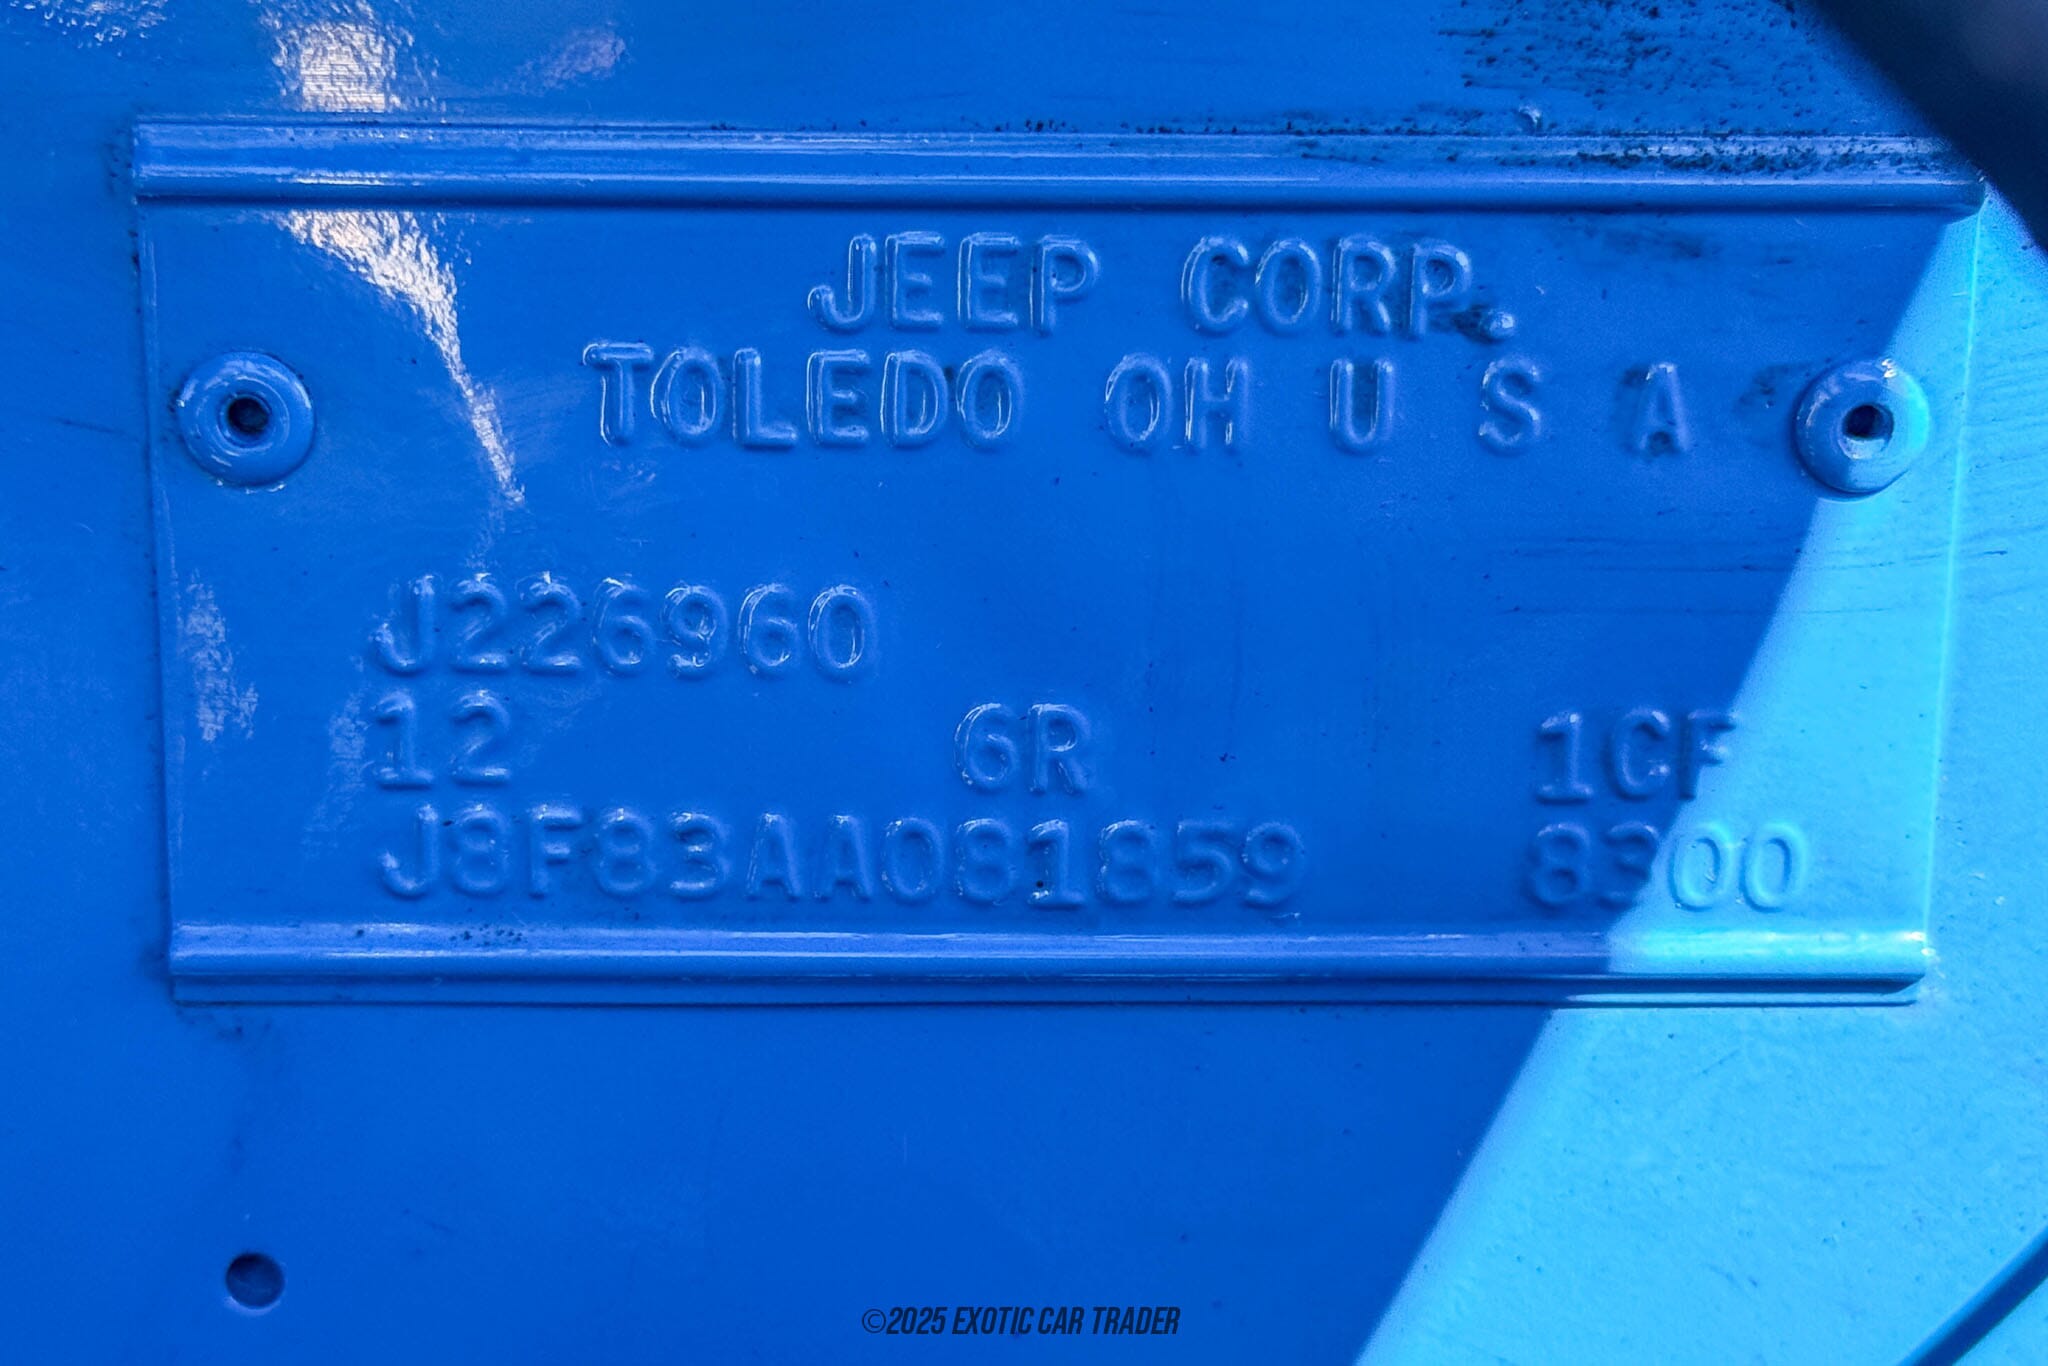 JEEP CORP.
TOLEDO OH U S A
J226960
12 6R 1CF
J8F83AA081859 8300
©2025 EXOTIC CAR TRADER